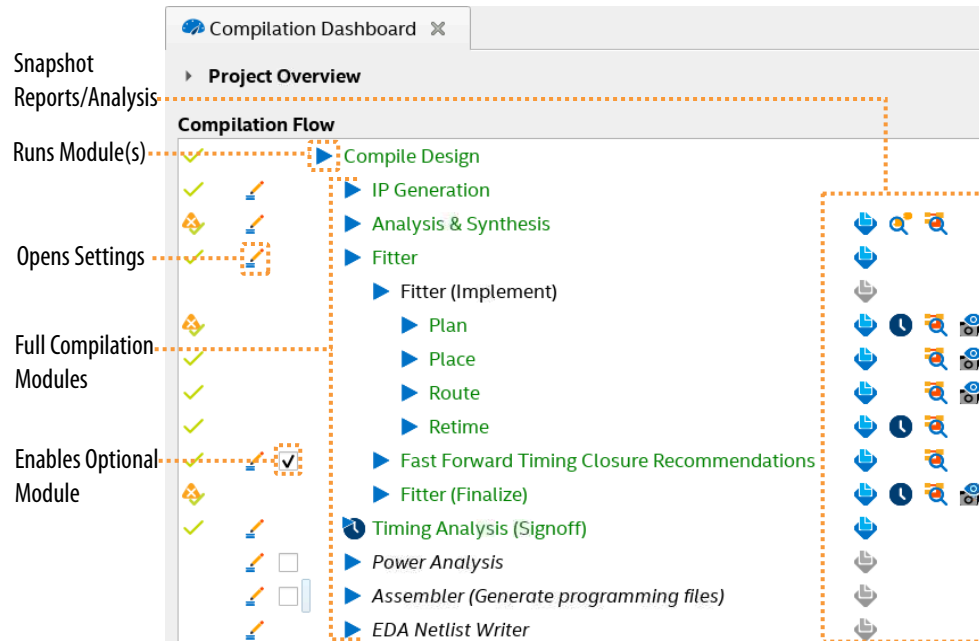 Compilation Dashboard
Snapshot
Reports/Analysis
Project Overview
Compilation Flow
Runs Module(s)
Compile Design
IP Generation
Analysis & Synthesis
Opens Settings
Fitter
Fitter (Implement)
Plan
Full Compilation
Modules
Place
Route
Retime
Enables Optional
Module
Fast Forward Timing Closure Recommendations
Fitter (Finalize)
Timing Analysis (Signoff)
Power Analysis
Assembler (Generate programming files)
EDA Netlist Writer